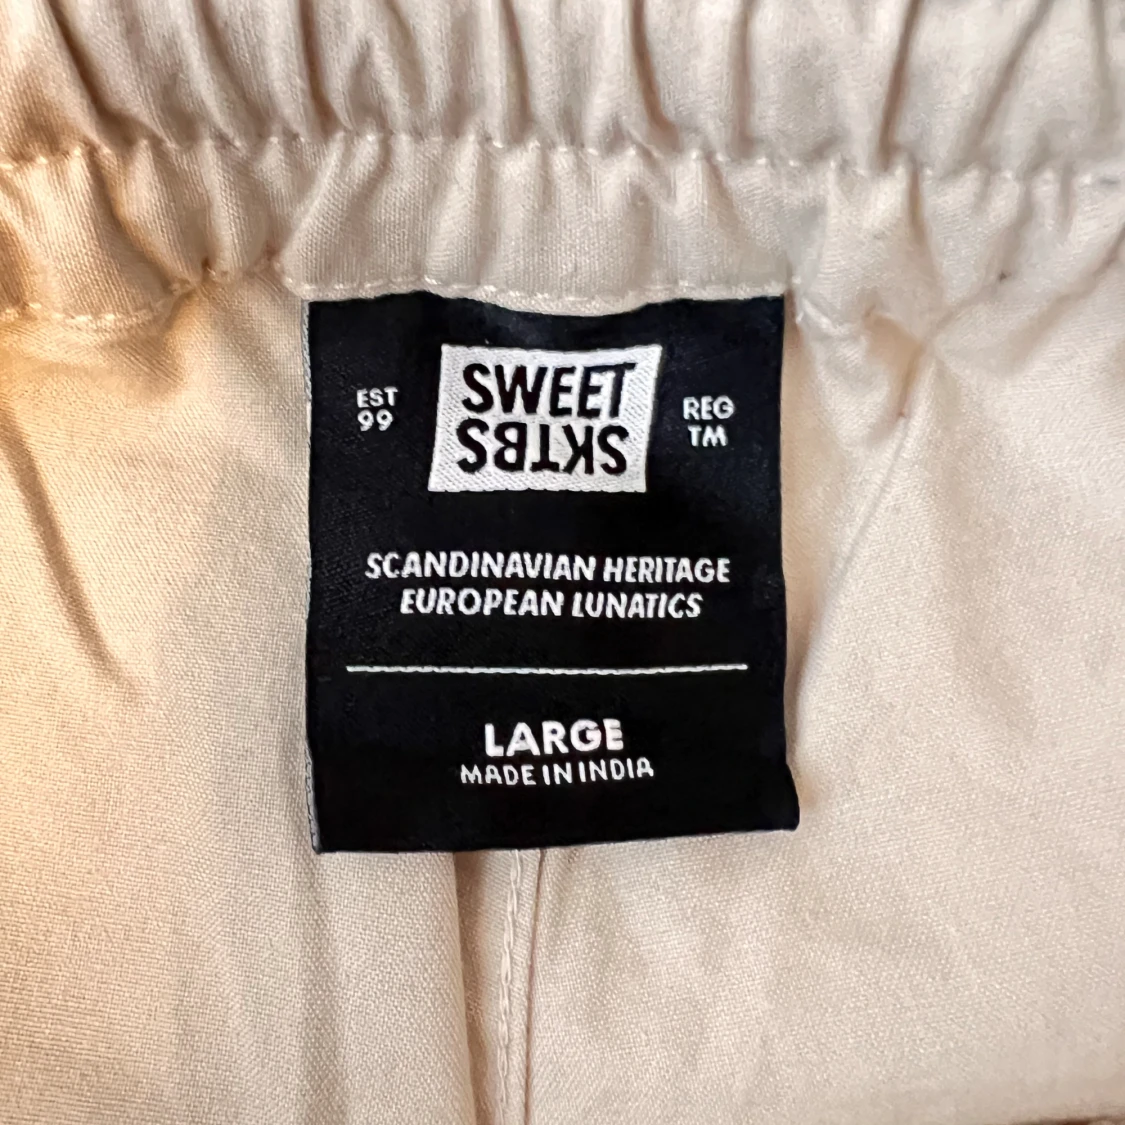 SWEET
SKTBS
EST
99
REG
TM
SCANDINAVIAN HERITAGE
EUROPEAN LUNATICS
LARGE
MADE IN INDIA